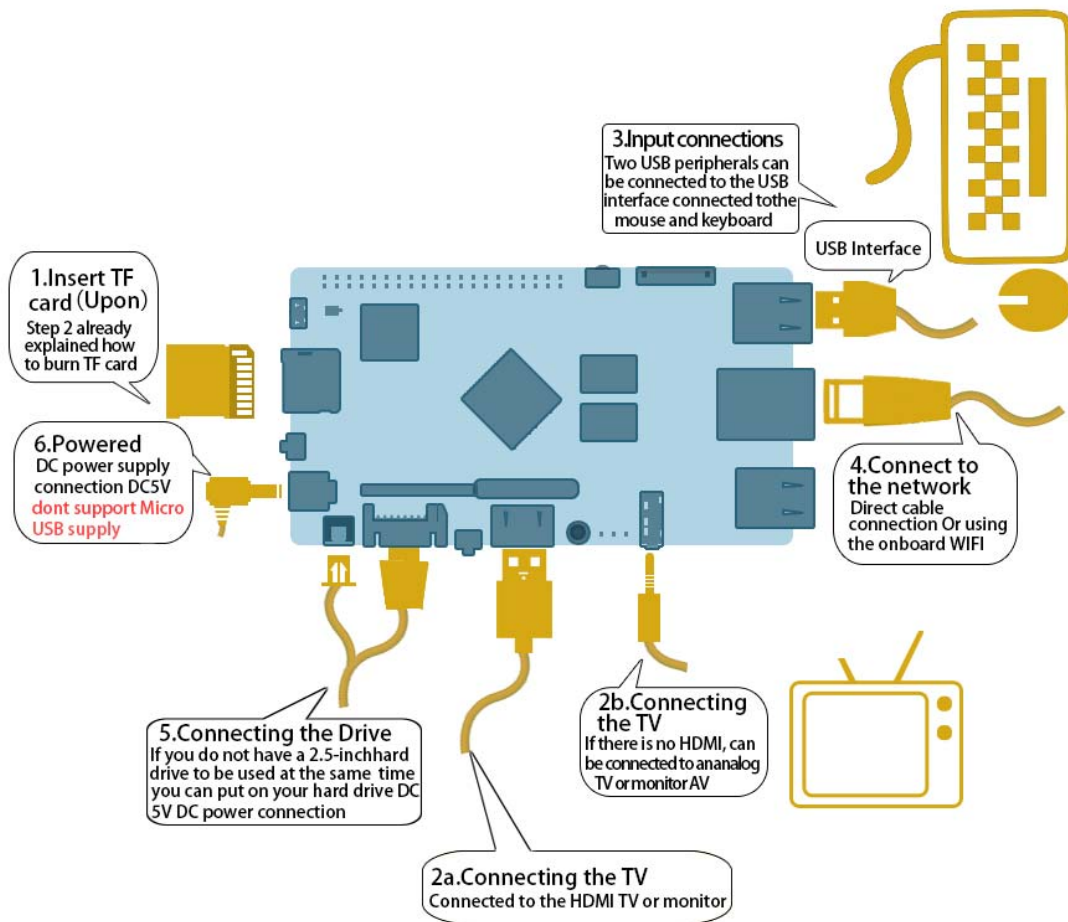 3.Input connections
Two USB peripherals can
be connected to the USB
interface connected tothe
mouse and keyboard
USB Interface
1.Insert TF
card (Upon)
Step 2 already
explained how
to burn TF card
6.Powered
DC power supply
connection DC5V
dont support Micro
USB supply
4.Connect to
the network
Direct cable
connection Or using
the onboard WIFI
2b.Connecting
the TV
If there is no HDMI, can
be connected to ananalog
TV or monitor AV
5.Connecting the Drive
If you do not have a 2.5-inchhard
drive to be used at the same time
you can put on your hard drive DC
5V DC power connection
2a.Connecting the TV
Connected to the HDMI TV or monitor